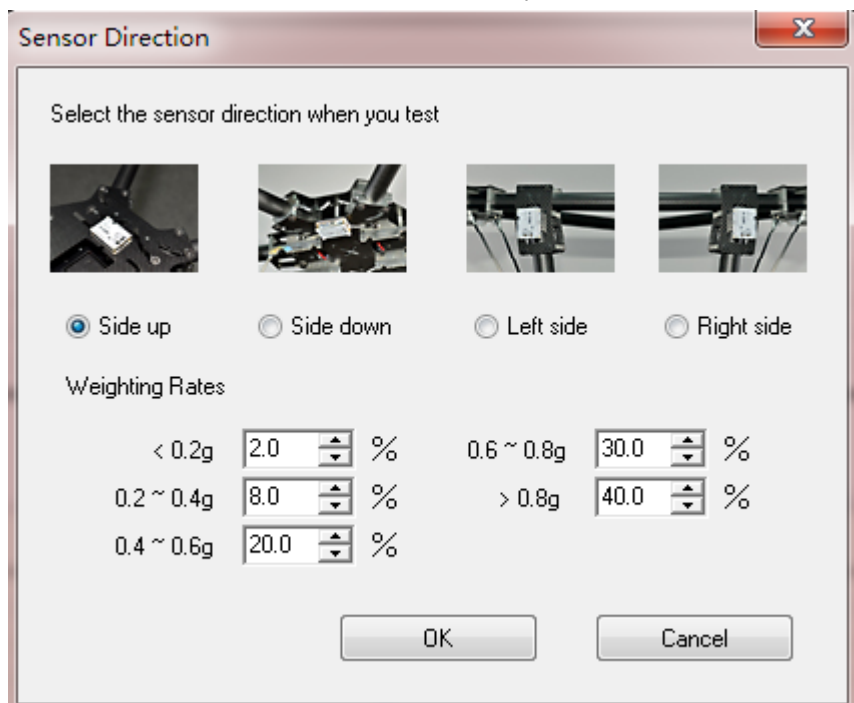 Sensor Direction
Select the sensor direction when you test
Side up
Side down
Left side
Right side
Weighting Rates
< 0.2g 2.0 % 0.6 ~ 0.8g 30.0 %
0.2 ~ 0.4g 8.0 % > 0.8g 40.0 %
0.4 ~ 0.6g 20.0 %
OK Cancel